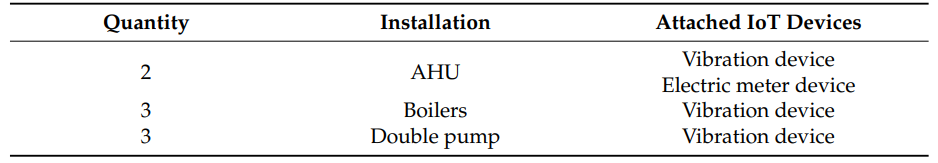 Quantity Installation Attached IoT Devices
2 AHU Vibration device
Electric meter device
3 Boilers Vibration device
3 Double pump Vibration device